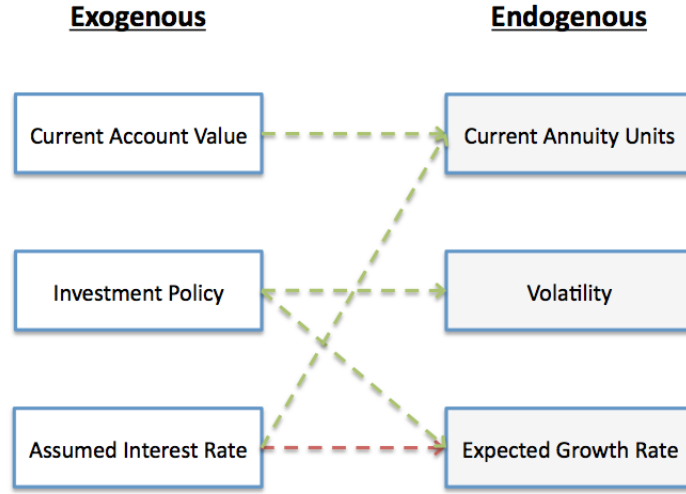 Exogenous
Endogenous
Current Account Value
Current Annuity Units
Investment Policy
Volatility
Assumed Interest Rate
Expected Growth Rate